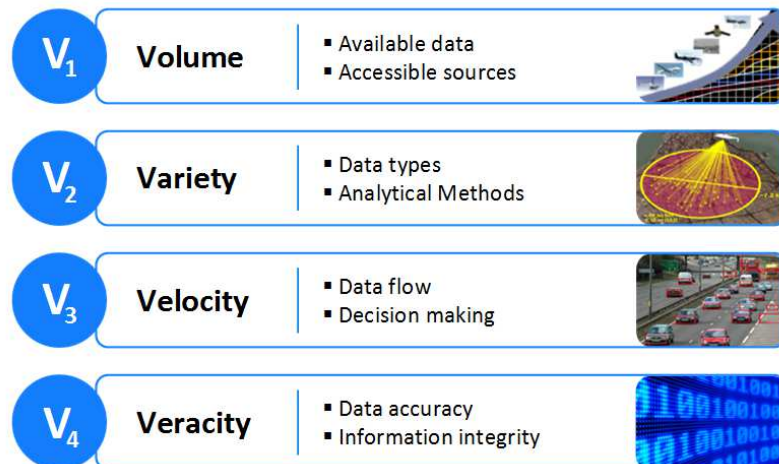 V1 Volume
▪ Available data
▪ Accessible sources
V2 Variety
▪ Data types
▪ Analytical Methods
V3 Velocity
▪ Data flow
▪ Decision making
V4 Veracity
▪ Data accuracy
▪ Information integrity